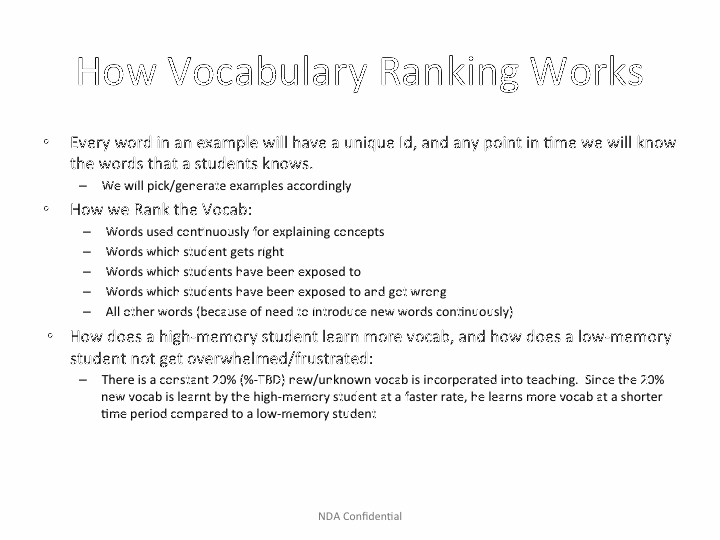 How Vocabulary Ranking Works
◦ Every word in an example will have a unique Id, and any point in time we will know
the words that a students knows.
– We will pick/generate examples accordingly
◦ How we Rank the Vocab:
– Words used continuously for explaining concepts
– Words which student gets right
– Words which students have been exposed to
– Words which students have been exposed to and got wrong
– All other words (because of need to introduce new words continuously)
◦ How does a high-memory student learn more vocab, and how does a low-memory
student not get overwhelmed/frustrated:
– There is a constant 20% (%-TBD) new/unknown vocab is incorporated into teaching. Since the 20%
new vocab is learnt by the high-memory student at a faster rate, he learns more vocab at a shorter
time period compared to a low-memory student
NDA Confidential